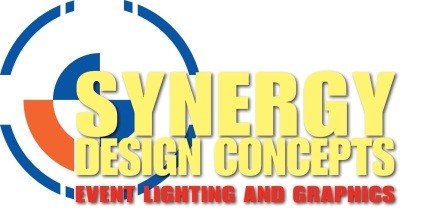 SYNERGY
DESIGN CONCEPTS
EVENT LIGHTING AND GRAPHICS